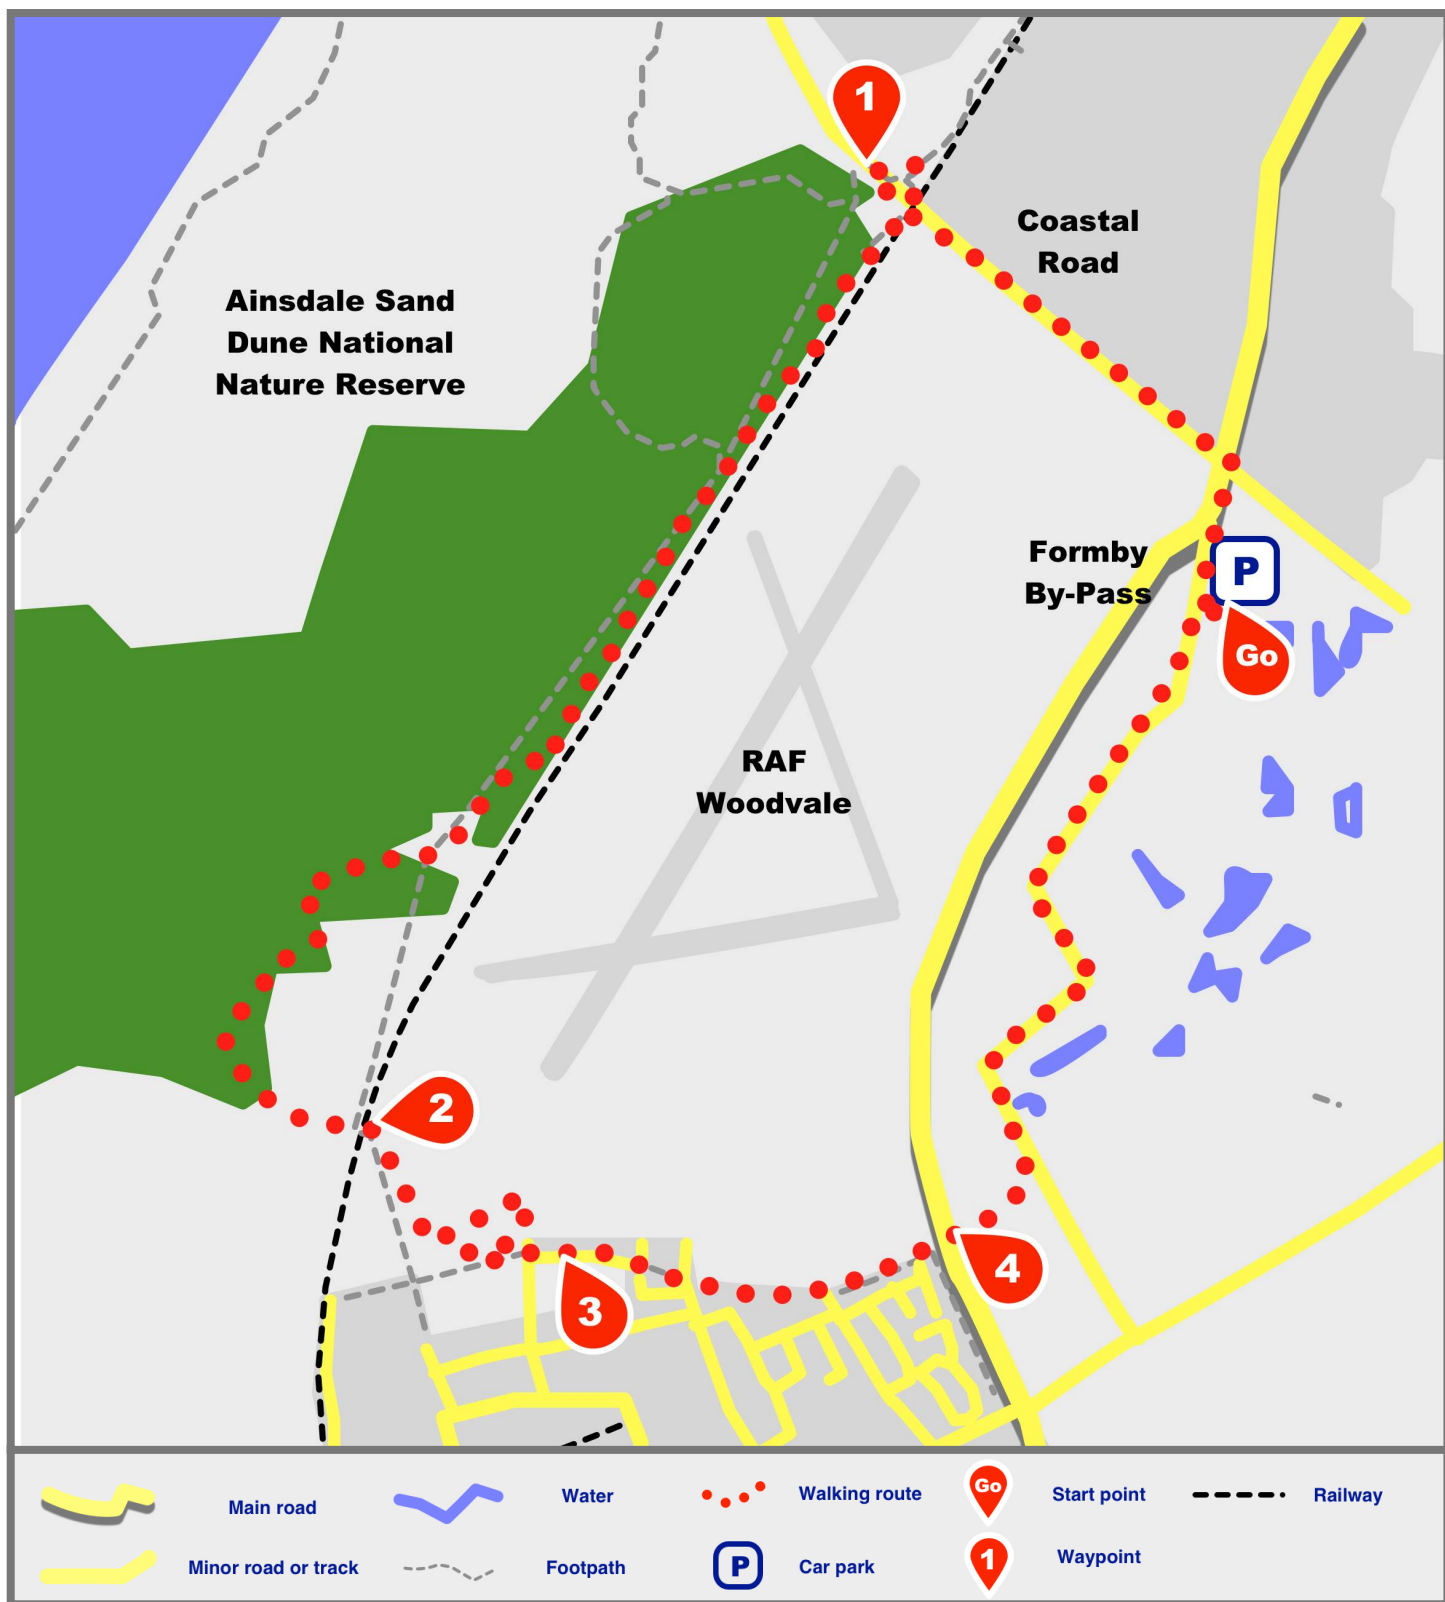 1
Coastal
Road
Ainsdale Sand
Dune National
Nature Reserve
Formby
By-Pass
P
Go
RAF
Woodvale
2
4
3
Main road
Water
Walking route
Go
Start point
Railway
Minor road or track
Footpath
P
Car park
1
Waypoint